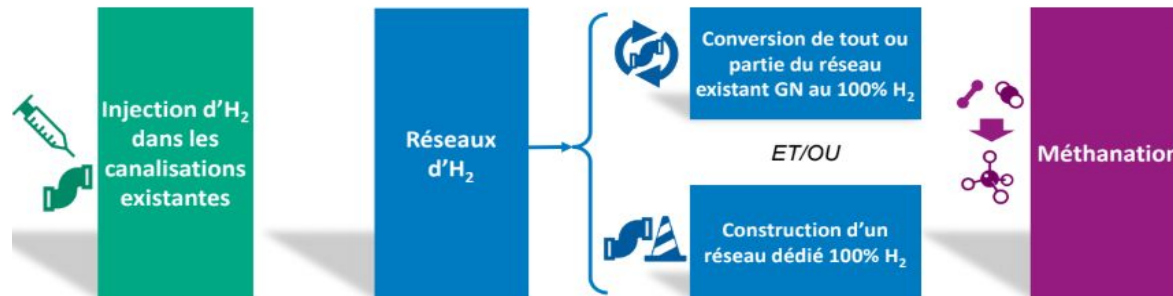 Injection d'H₂
dans les
canalisations
existantes
Réseaux
d'H₂
Conversion de tout ou
partie du réseau
existant GN au 100% H₂
ET/OU
Construction d'un
réseau dédié 100% H₂
Méthanation